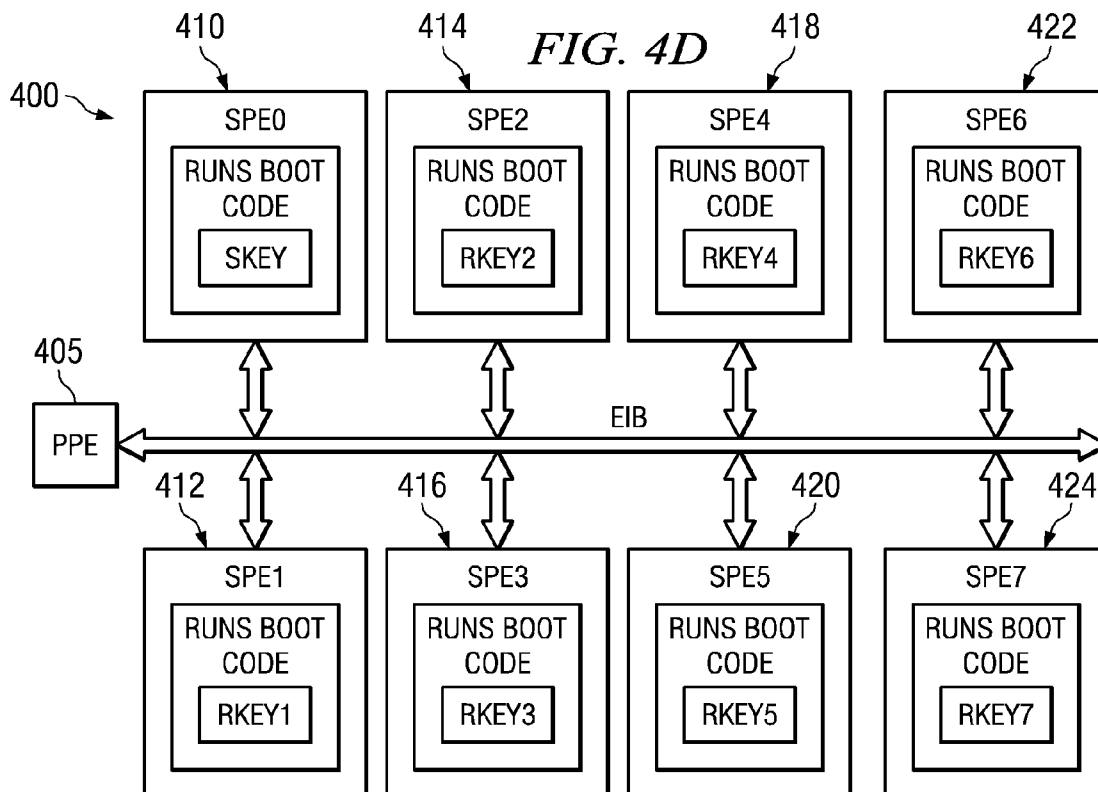 410
414
FIG. 4D
418
422
400
SPE0
RUNS BOOT
CODE
SKEY
SPE2
RUNS BOOT
CODE
RKEY2
SPE4
RUNS BOOT
CODE
RKEY4
SPE6
RUNS BOOT
CODE
RKEY6
405
PPE
EIB
412
416
420
424
SPE1
RUNS BOOT
CODE
RKEY1
SPE3
RUNS BOOT
CODE
RKEY3
SPE5
RUNS BOOT
CODE
RKEY5
SPE7
RUNS BOOT
CODE
RKEY7